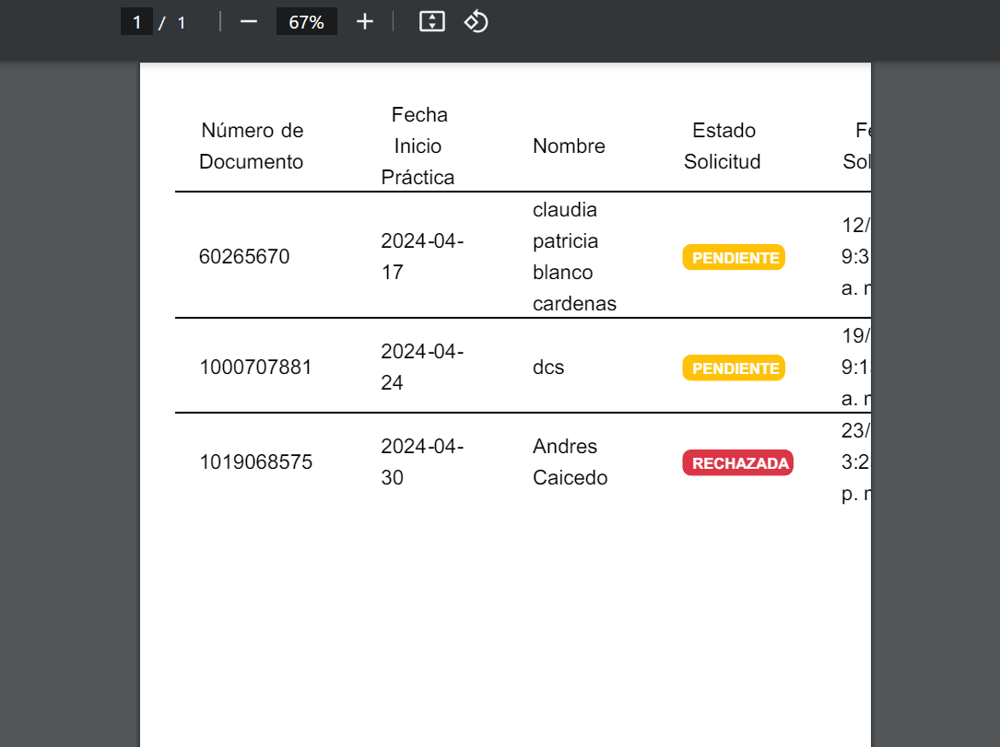 1 / 1
67%
Número de
Documento
Fecha
Inicio
Práctica
Nombre
Estado
Solicitud
60265670
2024-04-
17
claudia
patricia
blanco
cardenas
PENDIENTE
12/
9:3
a.
1000707881
2024-04-
24
dcs
PENDIENTE
19/
9:1
a.
1019068575
2024-04-
30
Andres
Caicedo
RECHAZADA
23/
3:2
p.